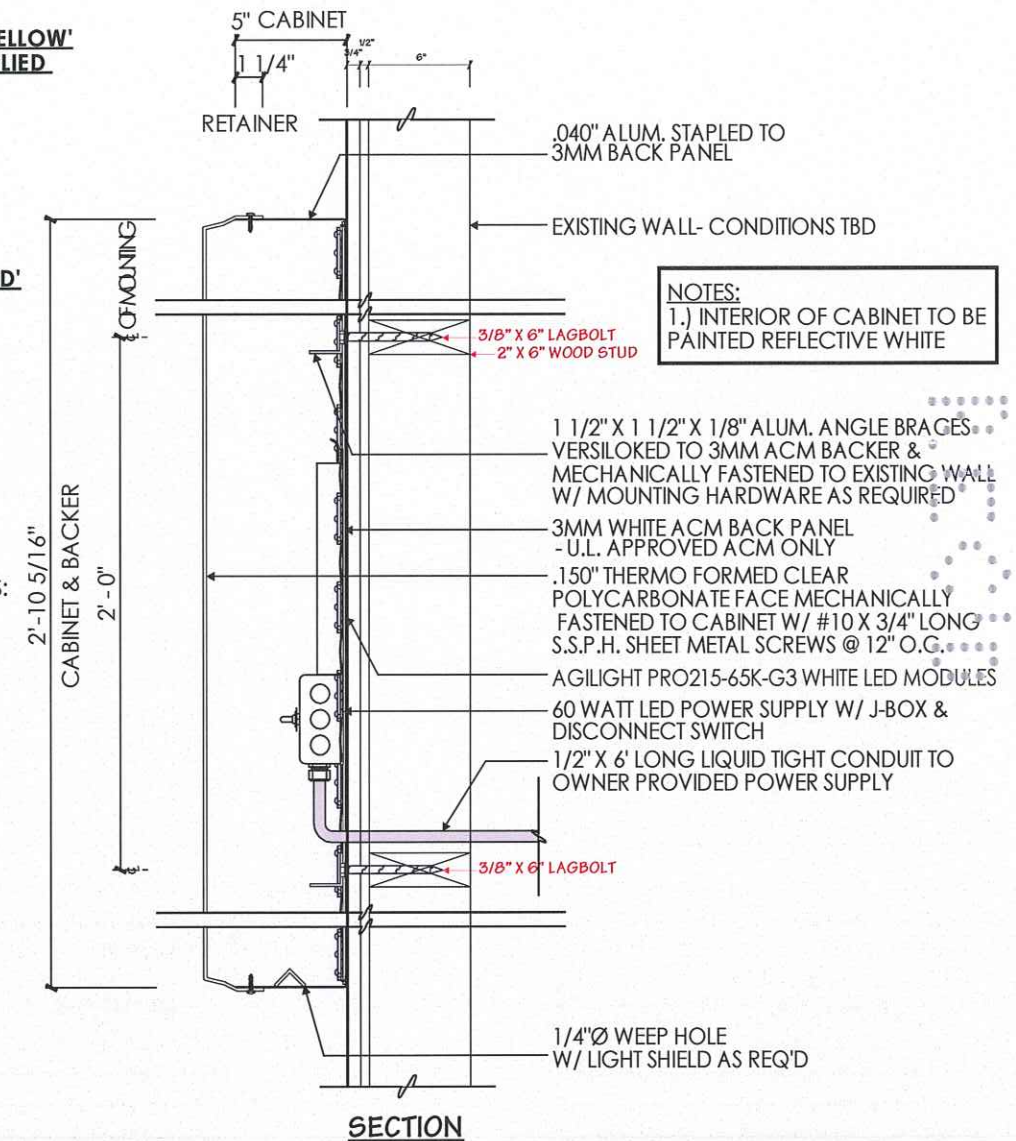 ELLOW'
LIED
D'
S:
5" CABINET
3/4"
1/2"
6"
1 1/4"
RETAINER
.040" ALUM. STAPLED TO
3MM BACK PANEL
EXISTING WALL- CONDITIONS TBD
OF MOUNTING
NOTES:
1.) INTERIOR OF CABINET TO BE
PAINTED REFLECTIVE WHITE
3/8" X 6" LAGBOLT
2" X 6" WOOD STUD
2'-10 5/16"
CABINET & BACKER
2'-0"
1 1/2" X 1 1/2" X 1/8" ALUM. ANGLE BRACES
VERSILOKED TO 3MM ACM BACKER &
MECHANICALLY FASTENED TO EXISTING WALL
W/ MOUNTING HARDWARE AS REQUIRED
3MM WHITE ACM BACK PANEL
- U.L. APPROVED ACM ONLY
.150" THERMO FORMED CLEAR
POLYCARBONATE FACE MECHANICALLY
FASTENED TO CABINET W/ #10 X 3/4" LONG
S.S.P.H. SHEET METAL SCREWS @ 12" O.C.
AGILIGHT PRO215-65K-G3 WHITE LED MODULES
60 WATT LED POWER SUPPLY W/ J-BOX &
DISCONNECT SWITCH
1/2" X 6' LONG LIQUID TIGHT CONDUIT TO
OWNER PROVIDED POWER SUPPLY
3/8" X 6" LAGBOLT
1/4"Ø WEEP HOLE
W/ LIGHT SHIELD AS REQ'D
SECTION